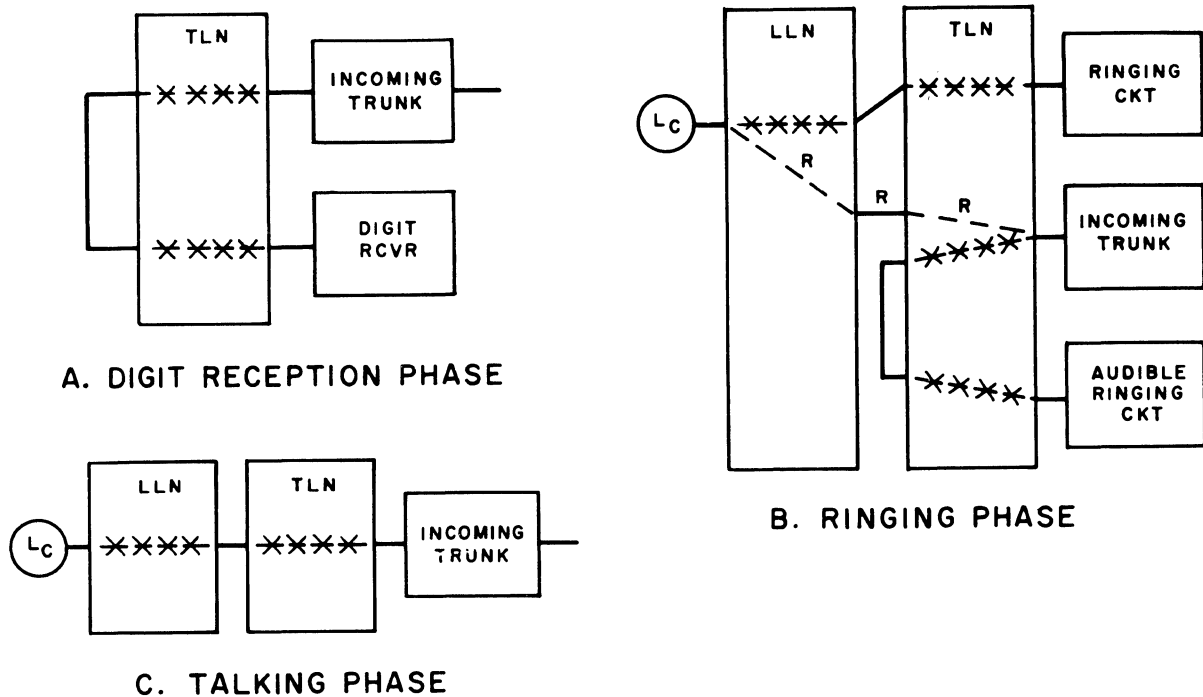 TLN
INCOMING
TRUNK
DIGIT
RCVR
A. DIGIT RECEPTION PHASE
LLN
TLN
RINGING
CKT
LC
R
R
R
INCOMING
TRUNK
AUDIBLE
RINGING
CKT
B. RINGING PHASE
LLN
TLN
LC
INCOMING
TRUNK
C. TALKING PHASE